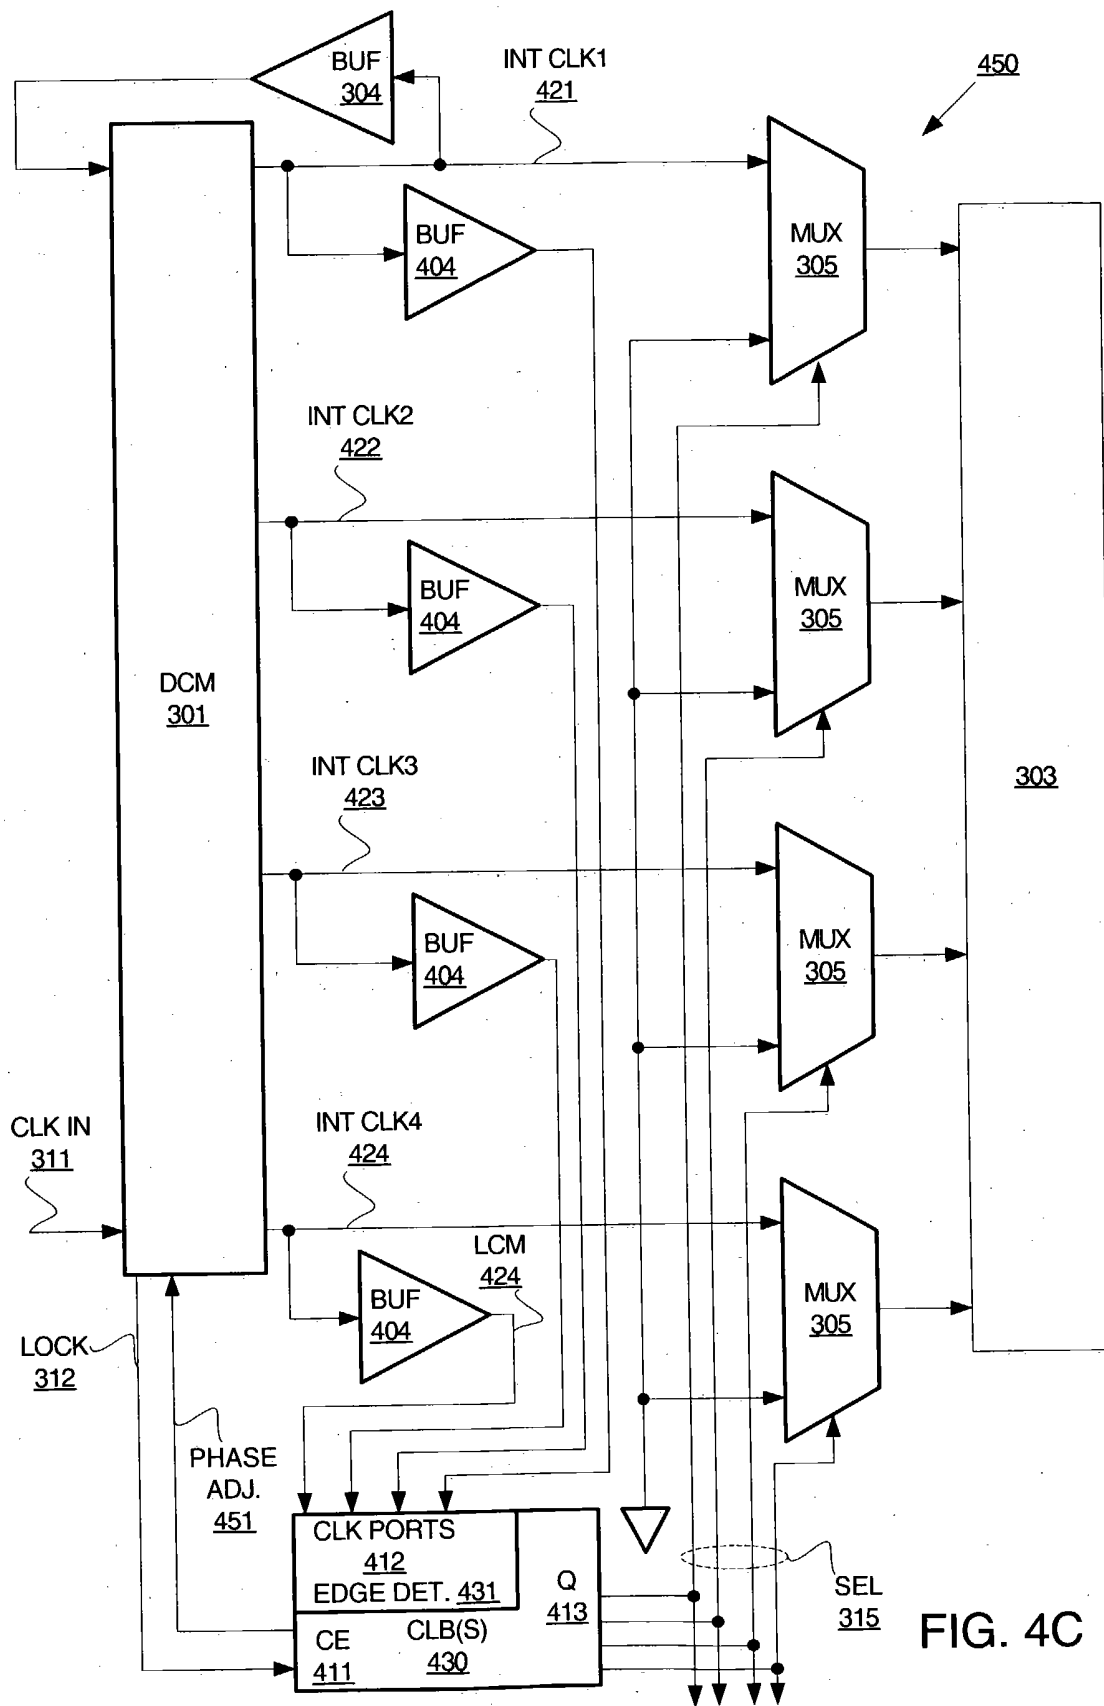 BUF
304
INT CLK1
421
450
BUF
404
MUX
305
INT CLK2
422
BUF
404
MUX
305
DCM
301
INT CLK3
423
303
BUF
404
MUX
305
CLK IN
311
INT CLK4
424
LCM
424
BUF
404
MUX
305
LOCK
312
PHASE
ADJ.
451
CLK PORTS
412
EDGE DET. 431
Q
413
CE
411
CLB(S)
430
SEL
315
FIG. 4C